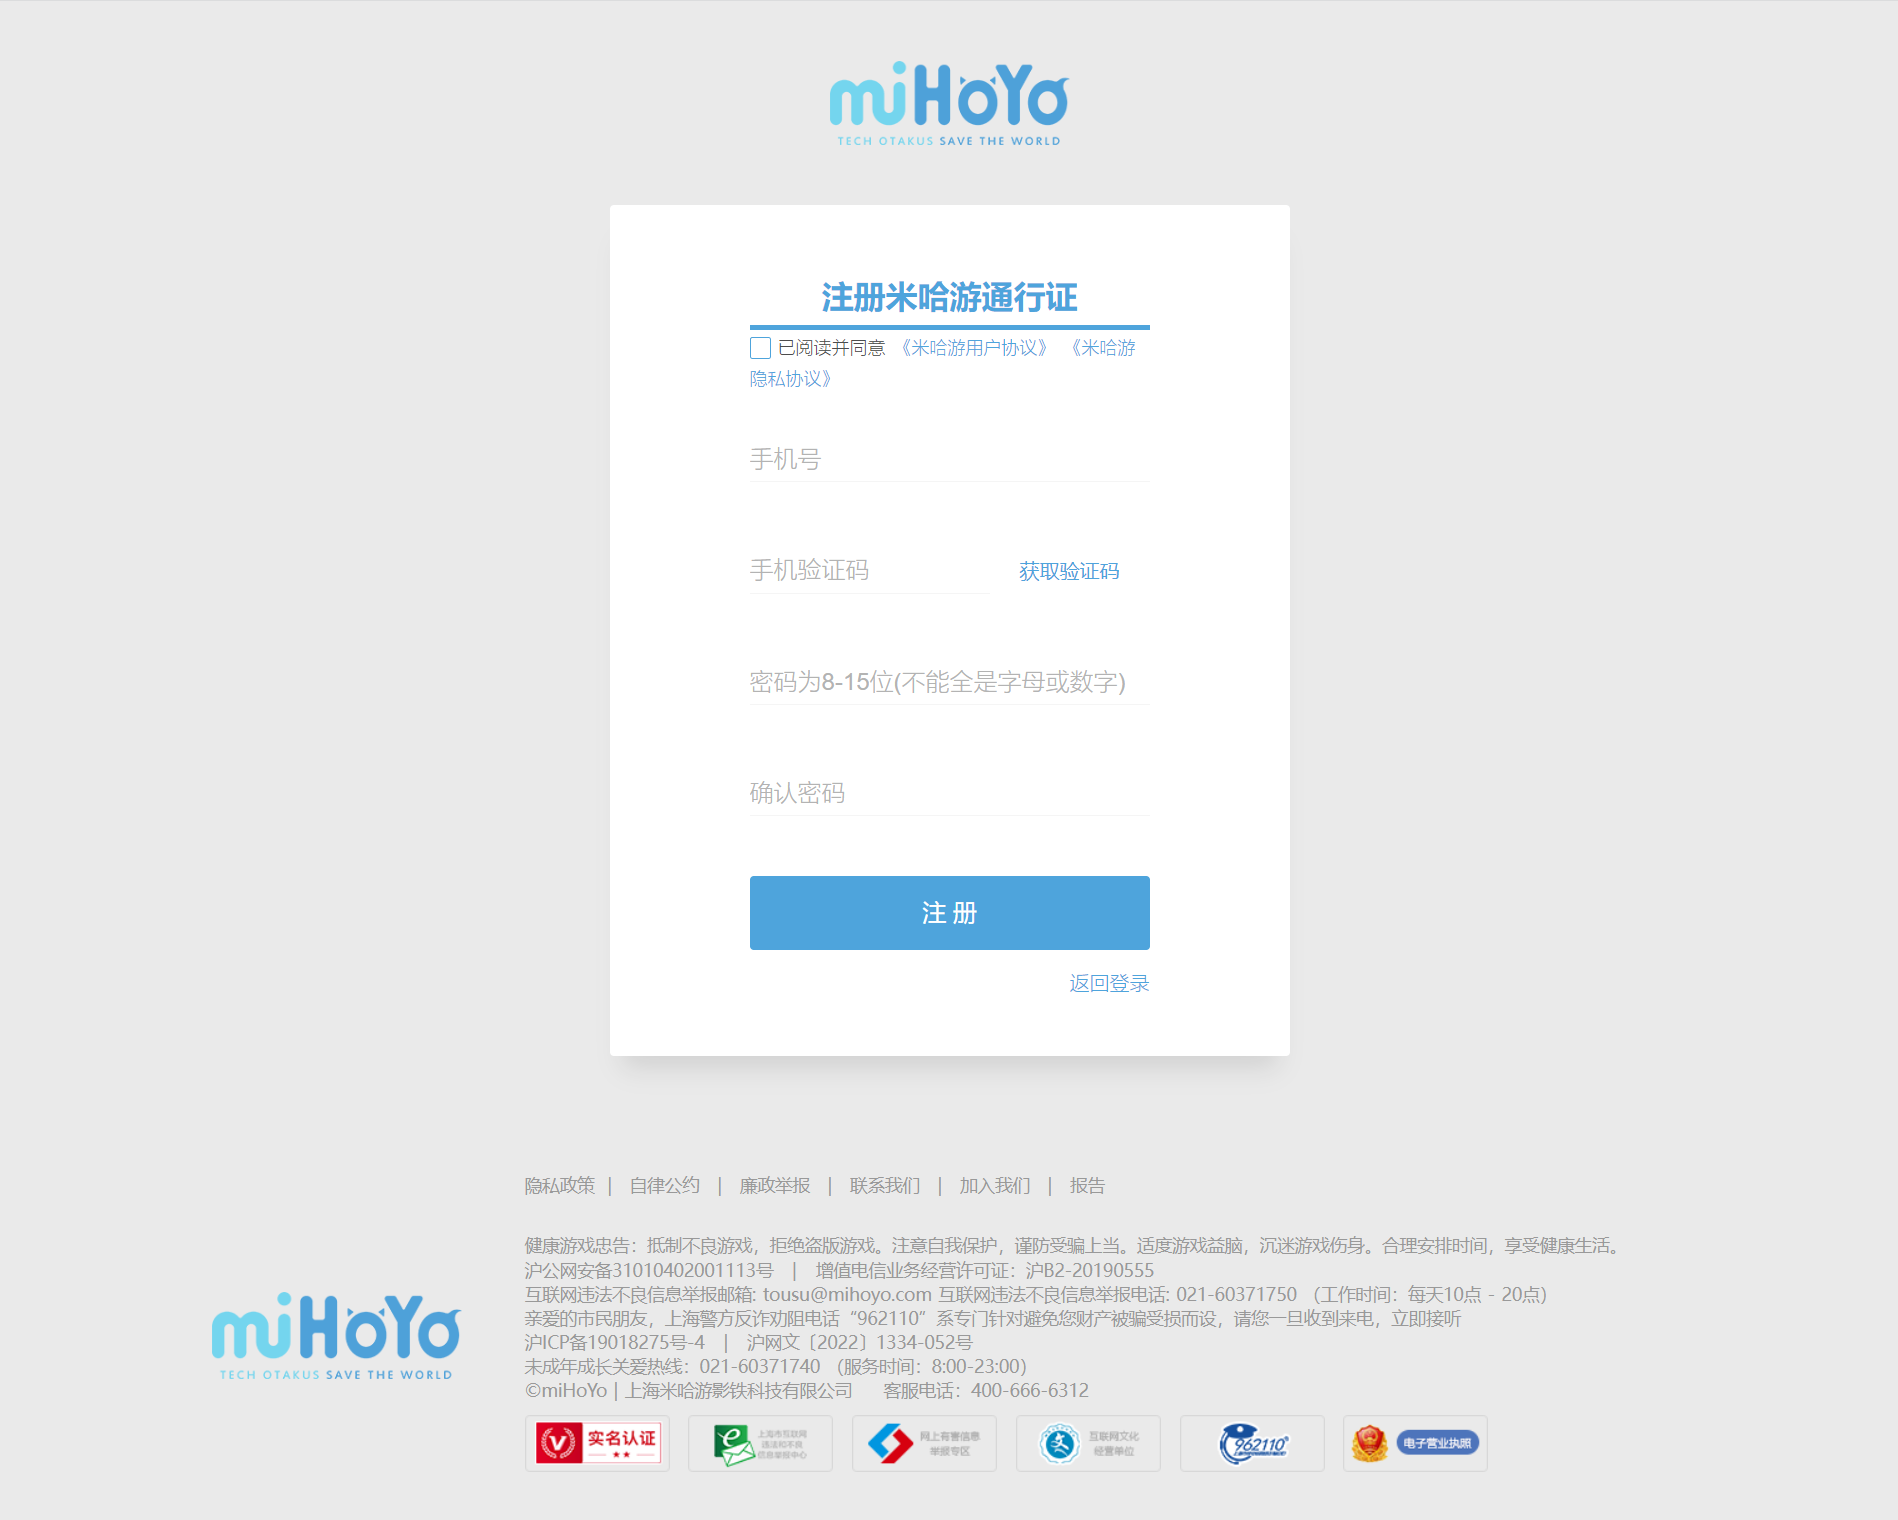 miHoYo
TECH OTAKUS SAVE THE WORLD
注册米哈游通行证
已阅读并同意 《米哈游用户协议》 《米哈游
隐私协议》
手机号
手机验证码 获取验证码
密码为8-15位(不能全是字母或数字)
确认密码
注 册
返回登录
隐私政策 | 自律公约 | 廉政举报 | 联系我们 | 加入我们 | 报告
健康游戏忠告：抵制不良游戏，拒绝盗版游戏。注意自我保护，谨防受骗上当。适度游戏益脑，沉迷游戏伤身。合理安排时间，享受健康生活。
沪公网安备31010402001113号 | 增值电信业务经营许可证：沪B2-20190555
互联网违法不良信息举报邮箱: tousu@mihoyo.com 互联网违法不良信息举报电话: 021-60371750 （工作时间：每天10点 - 20点）
亲爱的市民朋友，上海警方反诈劝阻电话“962110”系专门针对避免您财产被骗受损而设，请您一旦收到来电，立即接听
沪ICP备19018275号-4 | 沪网文〔2022〕1334-052号
未成年成长关爱热线：021-60371740 （服务时间：8:00-23:00）
©miHoYo | 上海米哈游影铁科技有限公司 客服电话：400-666-6312
miHoYo
TECH OTAKUS SAVE THE WORLD
实名认证
上海市互联网
违法和不良
信息举报中心
网上有害信息
举报专区
互联网文化
经营单位
962110
电子营业执照